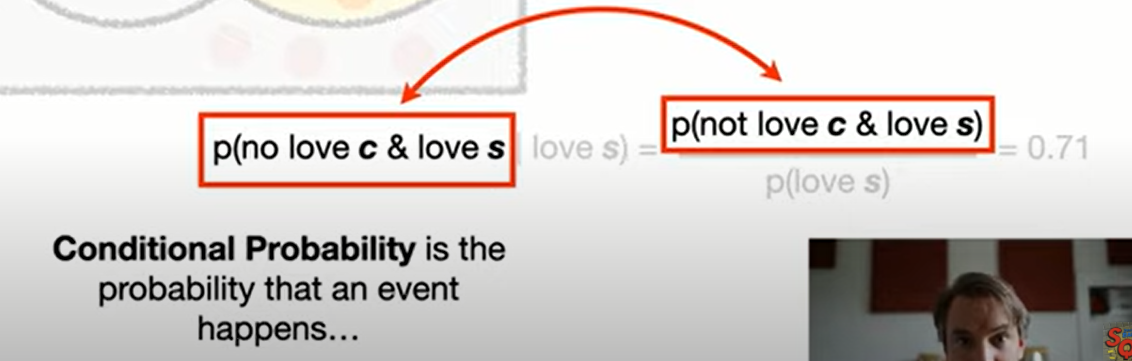 p(no love c & love s | love s) = p(not love c & love s) = 0.71
p(love s)
Conditional Probability is the
probability that an event
happens…